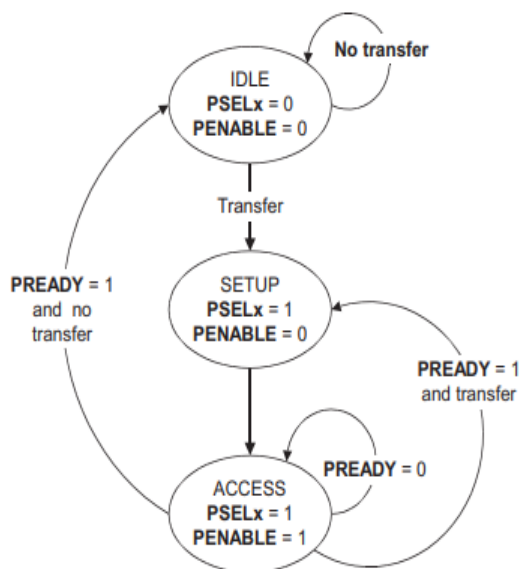 No transfer
IDLE
PSELx = 0
PENABLE = 0
Transfer
PREADY = 1
and no
transfer
SETUP
PSELx = 1
PENABLE = 0
PREADY = 1
and transfer
PREADY = 0
ACCESS
PSELx = 1
PENABLE = 1